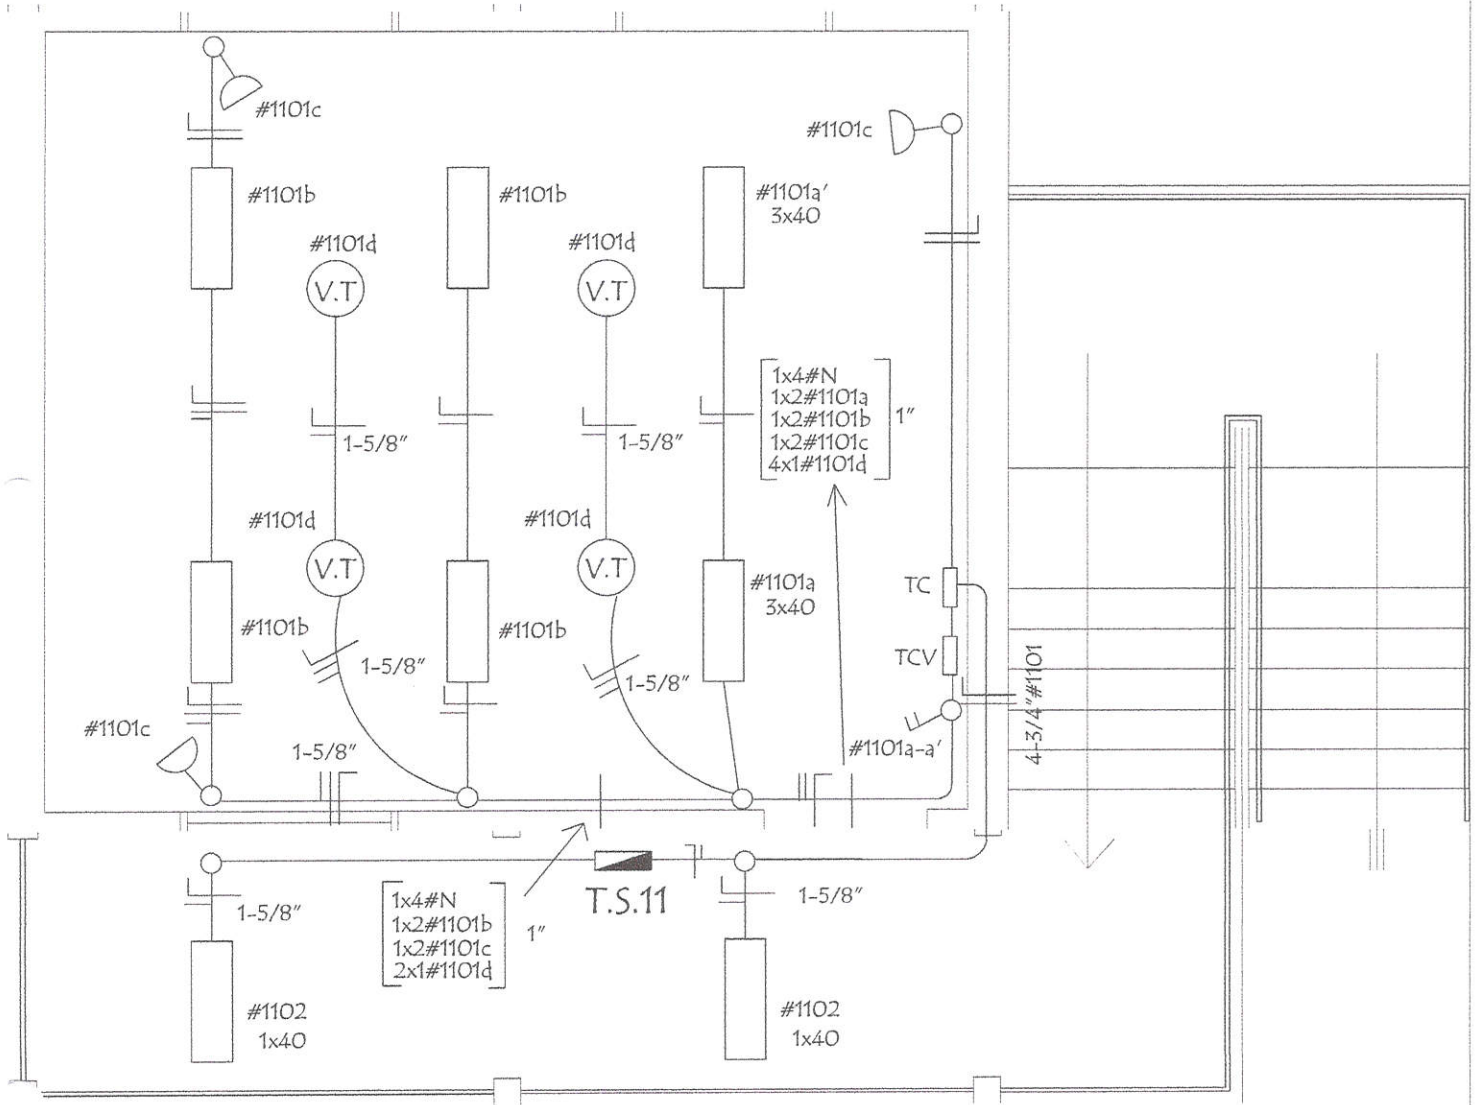 #1101c
#1101c
#1101b
#1101b
#1101a'
3x40
#1101d
V.T
#1101d
V.T
1x4#N
1x2#1101a
1x2#1101b
1x2#1101c
4x1#1101d
1"
1-5/8"
1-5/8"
#1101d
V.T
#1101d
V.T
#1101a
3x40
TC
#1101b
#1101b
1-5/8"
1-5/8"
TCV
4-3/4"#1101
#1101c
1-5/8"
#1101a-a'
T.S.11
1-5/8"
1x4#N
1x2#1101b
1x2#1101c
2x1#1101d
1"
1-5/8"
#1102
1x40
#1102
1x40